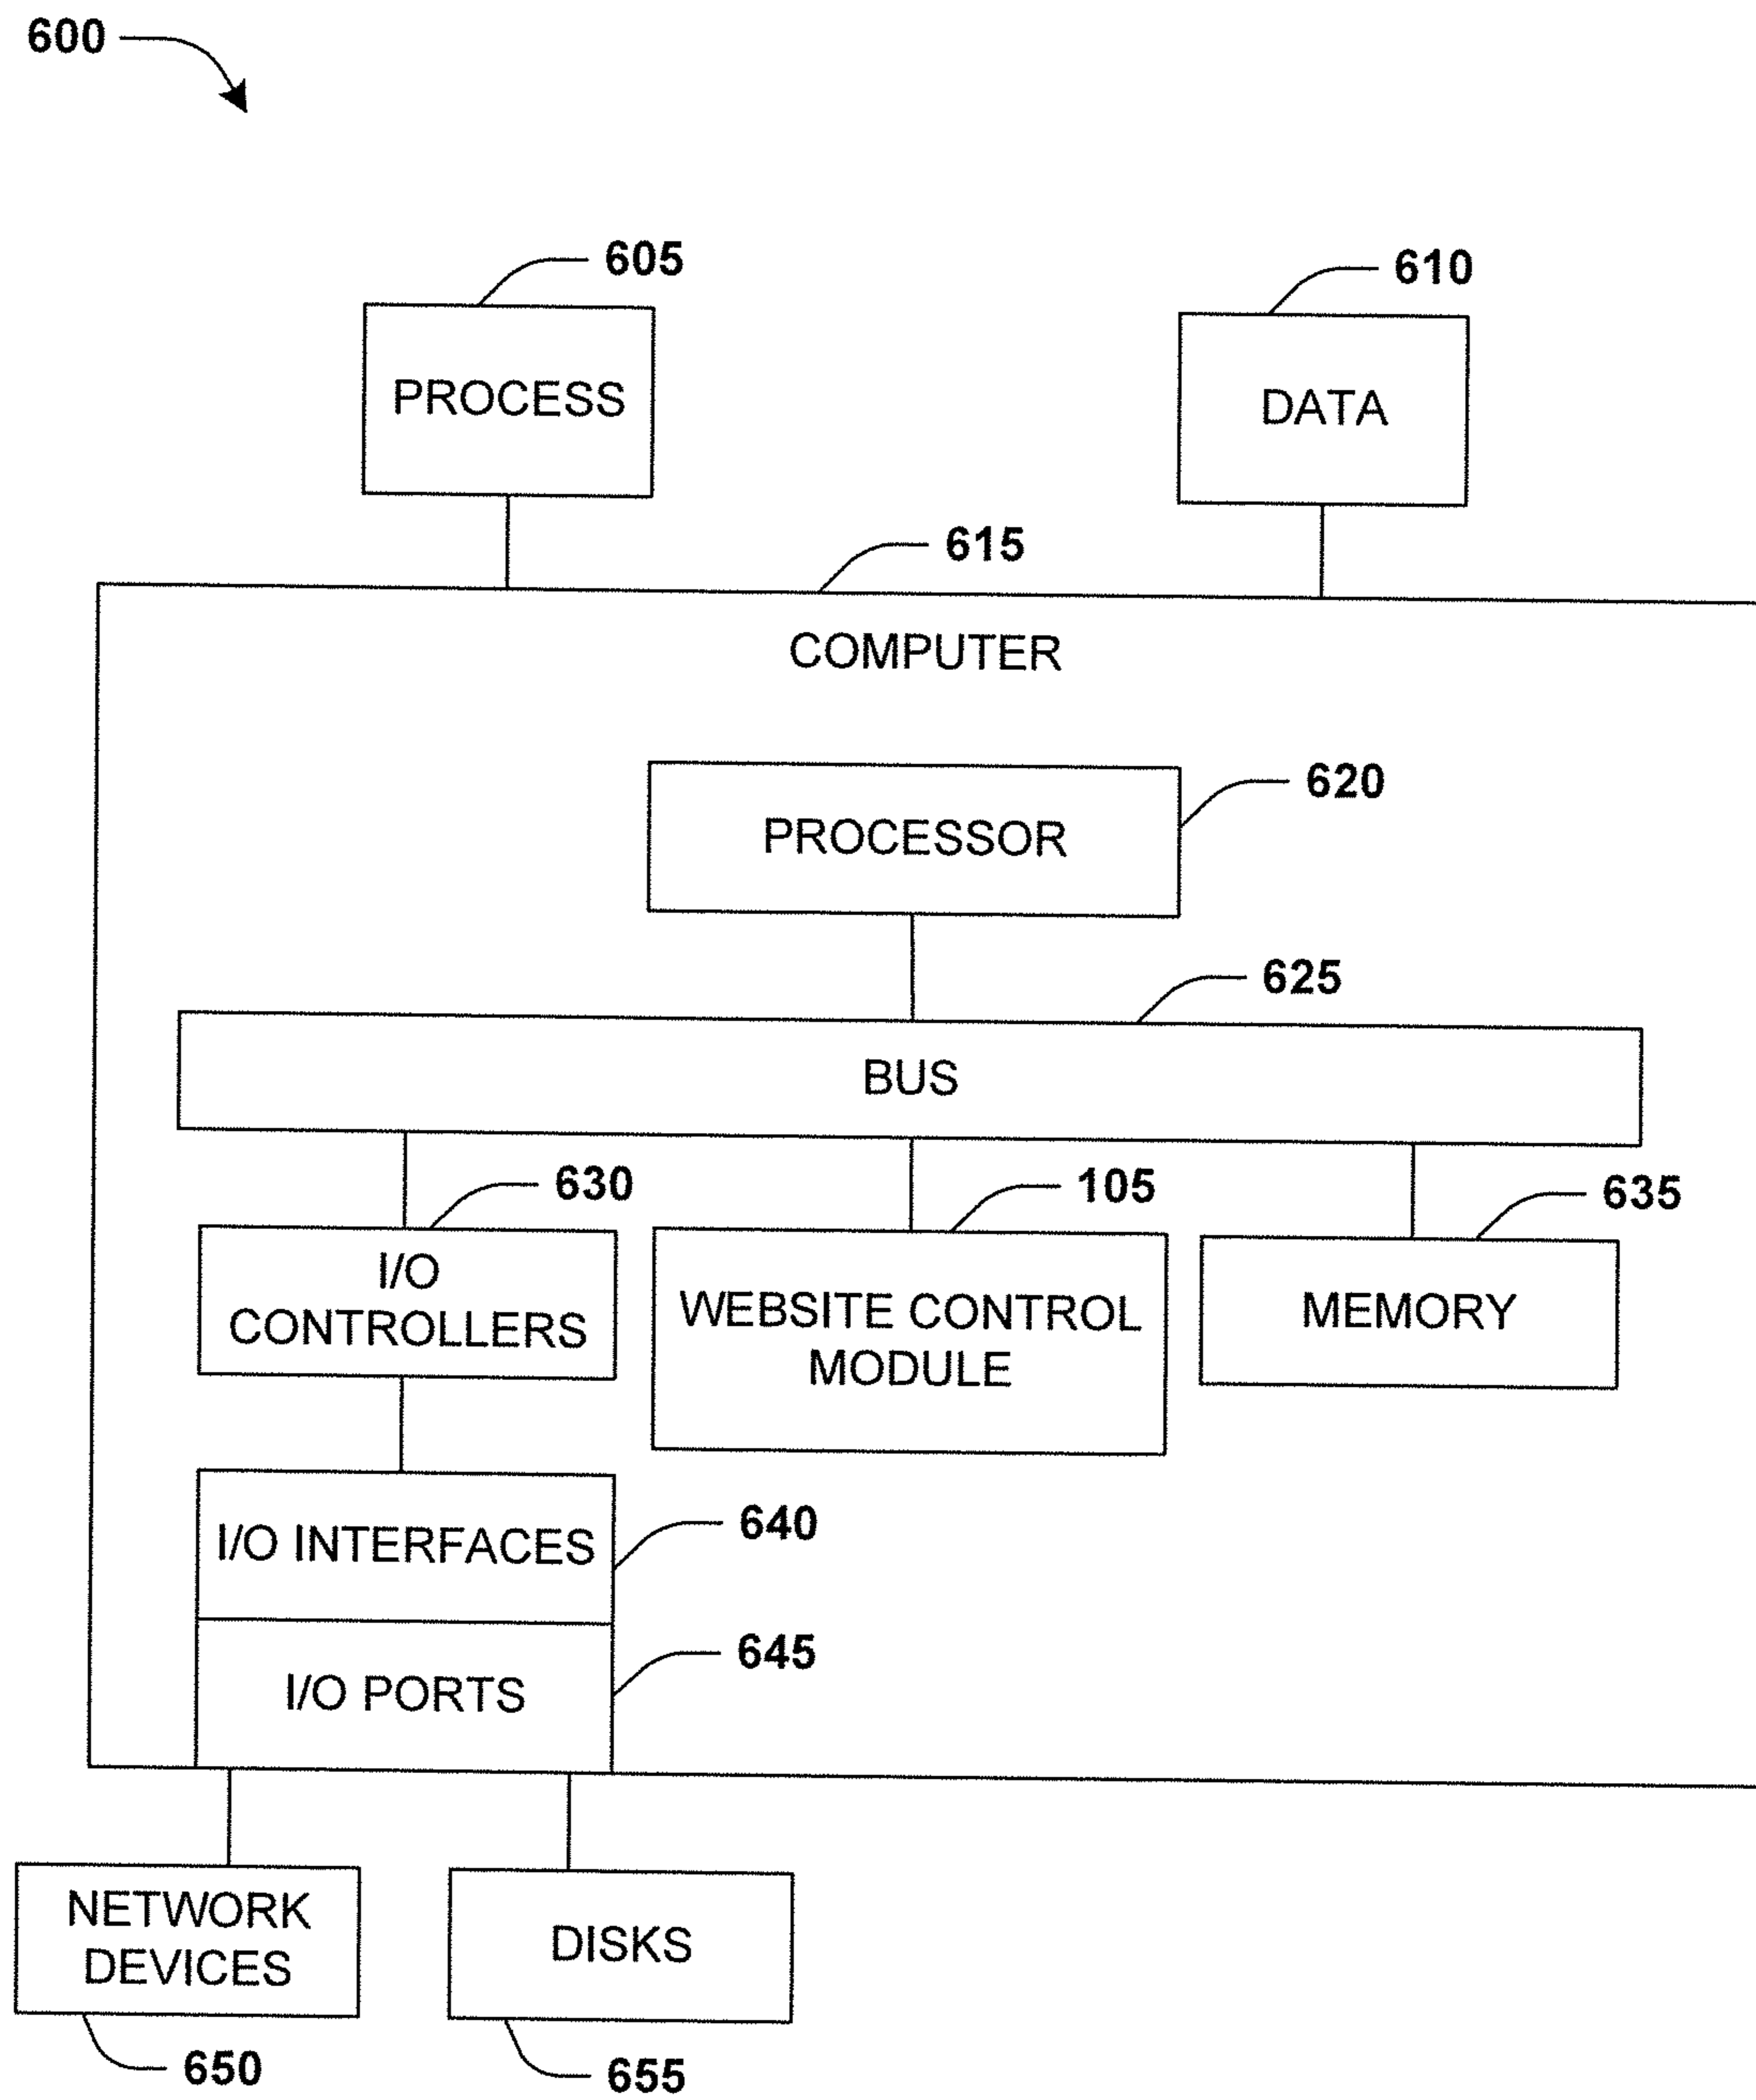 600
605
610
PROCESS
DATA
615
COMPUTER
620
PROCESSOR
625
BUS
630
105
635
I/O
CONTROLLERS
WEBSITE CONTROL
MODULE
MEMORY
I/O INTERFACES
640
I/O PORTS
645
NETWORK
DEVICES
DISKS
650
655